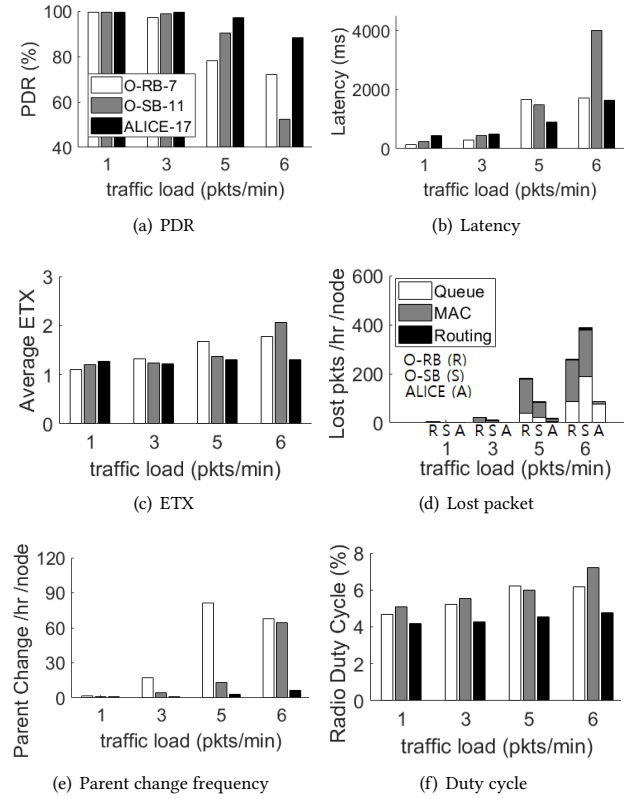 PDR (%)
100
80
60
40
O-RB-7
O-SB-11
ALICE-17
1 3 5 6
traffic load (pkts/min)
(a) PDR
Latency (ms)
4000
2000
0
1 3 5 6
traffic load (pkts/min)
(b) Latency
Average ETX
3
2
1
0
1 3 5 6
traffic load (pkts/min)
(c) ETX
Lost pkts /hr /node
600
400
200
0
Queue
MAC
Routing
O-RB (R)
O-SB (S)
ALICE (A)
R S A R S A R S A R S A
1 3 5 6
traffic load (pkts/min)
(d) Lost packet
Parent Change /hr /node
120
90
60
30
0
1 3 5 6
traffic load (pkts/min)
(e) Parent change frequency
Radio Duty Cycle (%)
8
6
4
2
0
1 3 5 6
traffic load (pkts/min)
(f) Duty cycle